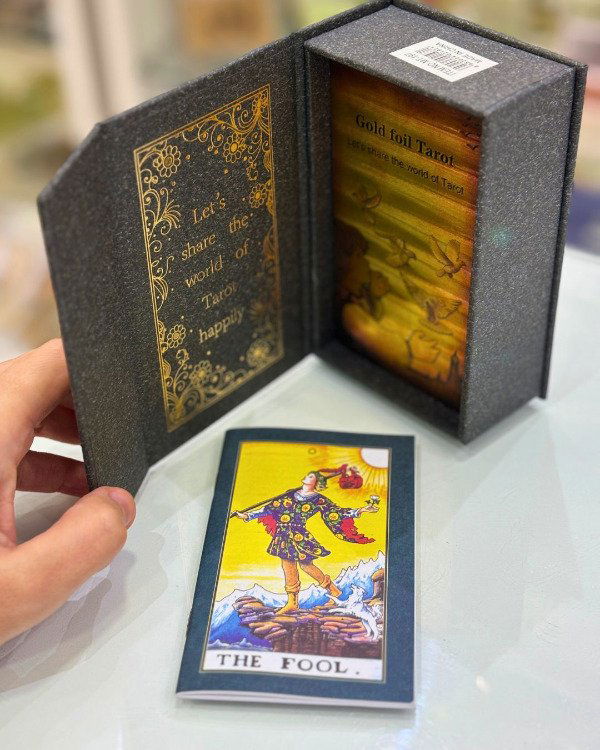 Let's
share the
world of
Tarot
happily
Gold foil Tarot
Let's share the world of Tarot
THE FOOL.